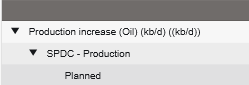 Production increase (Oil) (kb/d) ((kb/d))
SPDC - Production
Planned